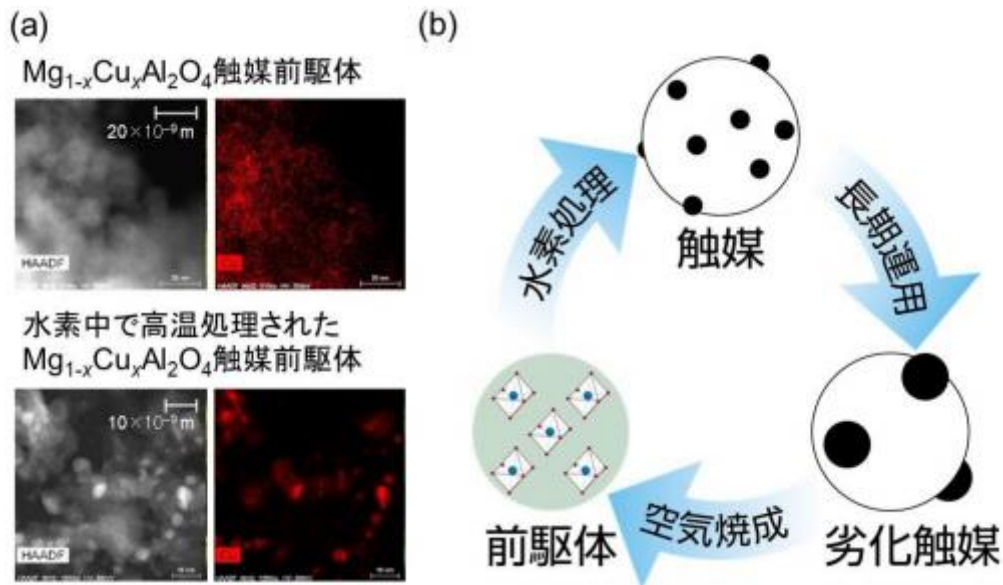 (a)
Mg1-xCuxAl2O4触媒前駆体
20×10-9 m
HAADF
水素中で高温処理された
Mg1-xCuxAl2O4触媒前駆体
10×10-9 m
HAADF
(b)
水素処理
触媒
長期運用
前駆体
空気焼成
劣化触媒